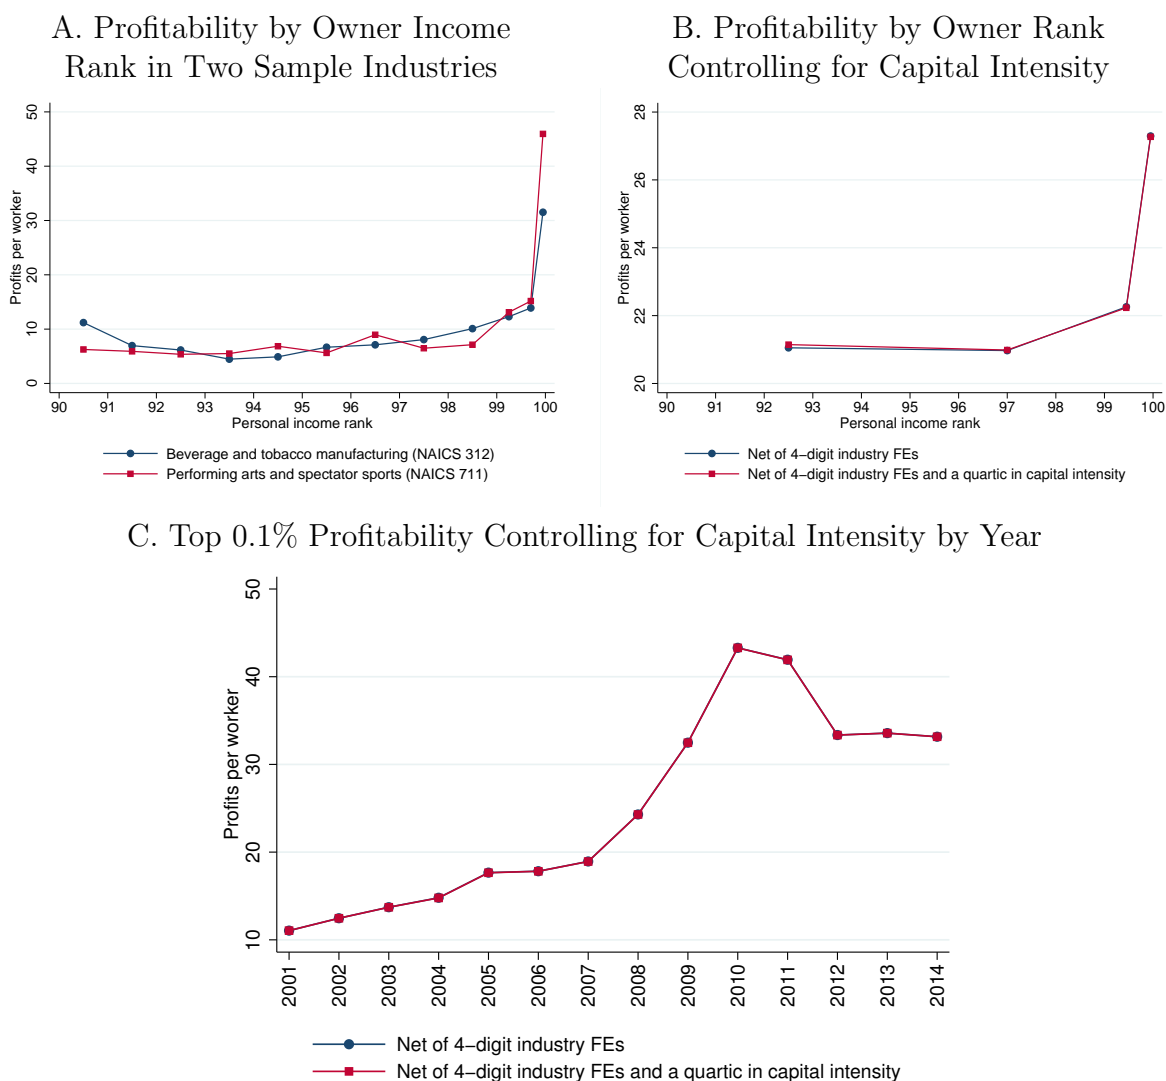 A. Profitability by Owner Income
Rank in Two Sample Industries
50
40
30
20
10
0
Profits per worker
90 91 92 93 94 95 96 97 98 99 100
Personal income rank
Beverage and tobacco manufacturing (NAICS 312)
Performing arts and spectator sports (NAICS 711)
B. Profitability by Owner Rank
Controlling for Capital Intensity
28
26
24
22
20
Profits per worker
90 91 92 93 94 95 96 97 98 99 100
Personal income rank
Net of 4−digit industry FEs
Net of 4−digit industry FEs and a quartic in capital intensity
C. Top 0.1% Profitability Controlling for Capital Intensity by Year
50
40
30
20
10
Profits per worker
2001 2002 2003 2004 2005 2006 2007 2008 2009 2010 2011 2012 2013 2014
Net of 4−digit industry FEs
Net of 4−digit industry FEs and a quartic in capital intensity